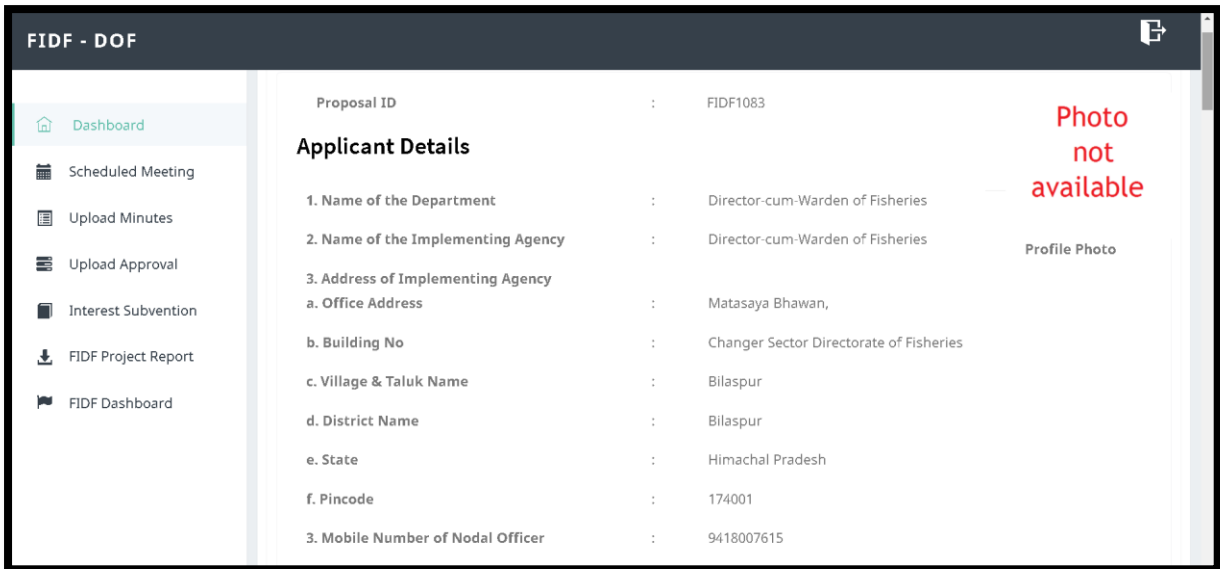 FIDF - DOF
Dashboard
Scheduled Meeting
Upload Minutes
Upload Approval
Interest Subvention
FIDF Project Report
FIDF Dashboard
Proposal ID : FIDF1083
Applicant Details
1. Name of the Department : Director-cum-Warden of Fisheries
2. Name of the Implementing Agency : Director-cum-Warden of Fisheries
3. Address of Implementing Agency
a. Office Address : Matasaya Bhawan,
b. Building No : Changer Sector Directorate of Fisheries
c. Village & Taluk Name : Bilaspur
d. District Name : Bilaspur
e. State : Himachal Pradesh
f. Pincode : 174001
3. Mobile Number of Nodal Officer : 9418007615
Photo
not
available
Profile Photo